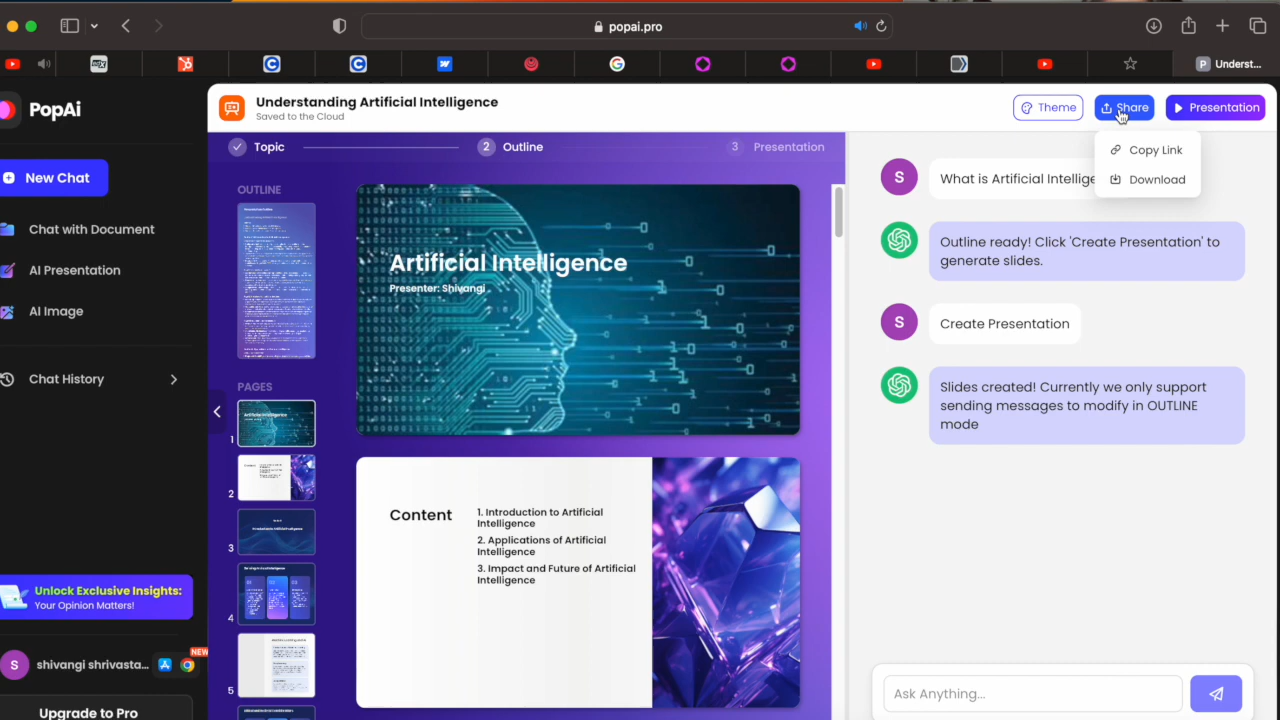 popai.pro
Underst...
PopAi
New Chat
Chat with Document
AI Presentation
AI Image
Chat History
Unlock Exclusive Insights:
Your Opinion Matters!
NEW
S
shivangi shrivasta...
Upgrade to Pro
Understanding Artificial Intelligence
Saved to the Cloud
Theme
Share
Presentation
Copy Link
Download
Topic
2
Outline
3
Presentation
OUTLINE
PAGES
1
2
3
4
5
Artificial Intelligence
Presenter: Shivangi
Content
1. Introduction to Artificial
Intelligence
2. Applications of Artificial
Intelligence
3. Impact and Future of Artificial
Intelligence
S
What is Artificial Intellige
ready! Click 'Create Presentation' to
generate slides.
S
Create Presentation
Slides created! Currently we only support
messages to modify in OUTLINE
mode
Ask Anything...